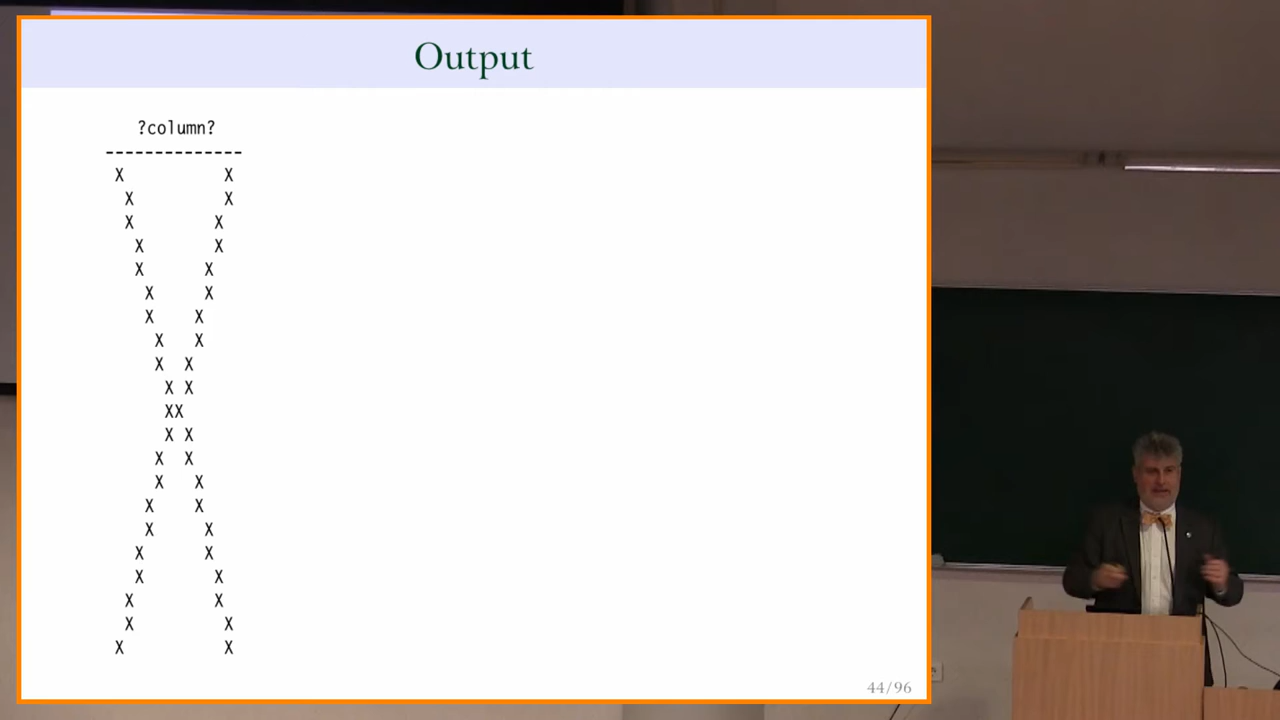 Output
   ?column?
--------------
 X          X
  X         X
  X        X
   X       X
   X      X
    X     X
    X    X
     X   X
     X  X
      X X
      XX
      X X
     X  X
     X   X
    X    X
    X     X
   X      X
   X       X
  X        X
  X         X
 X          X
44/96